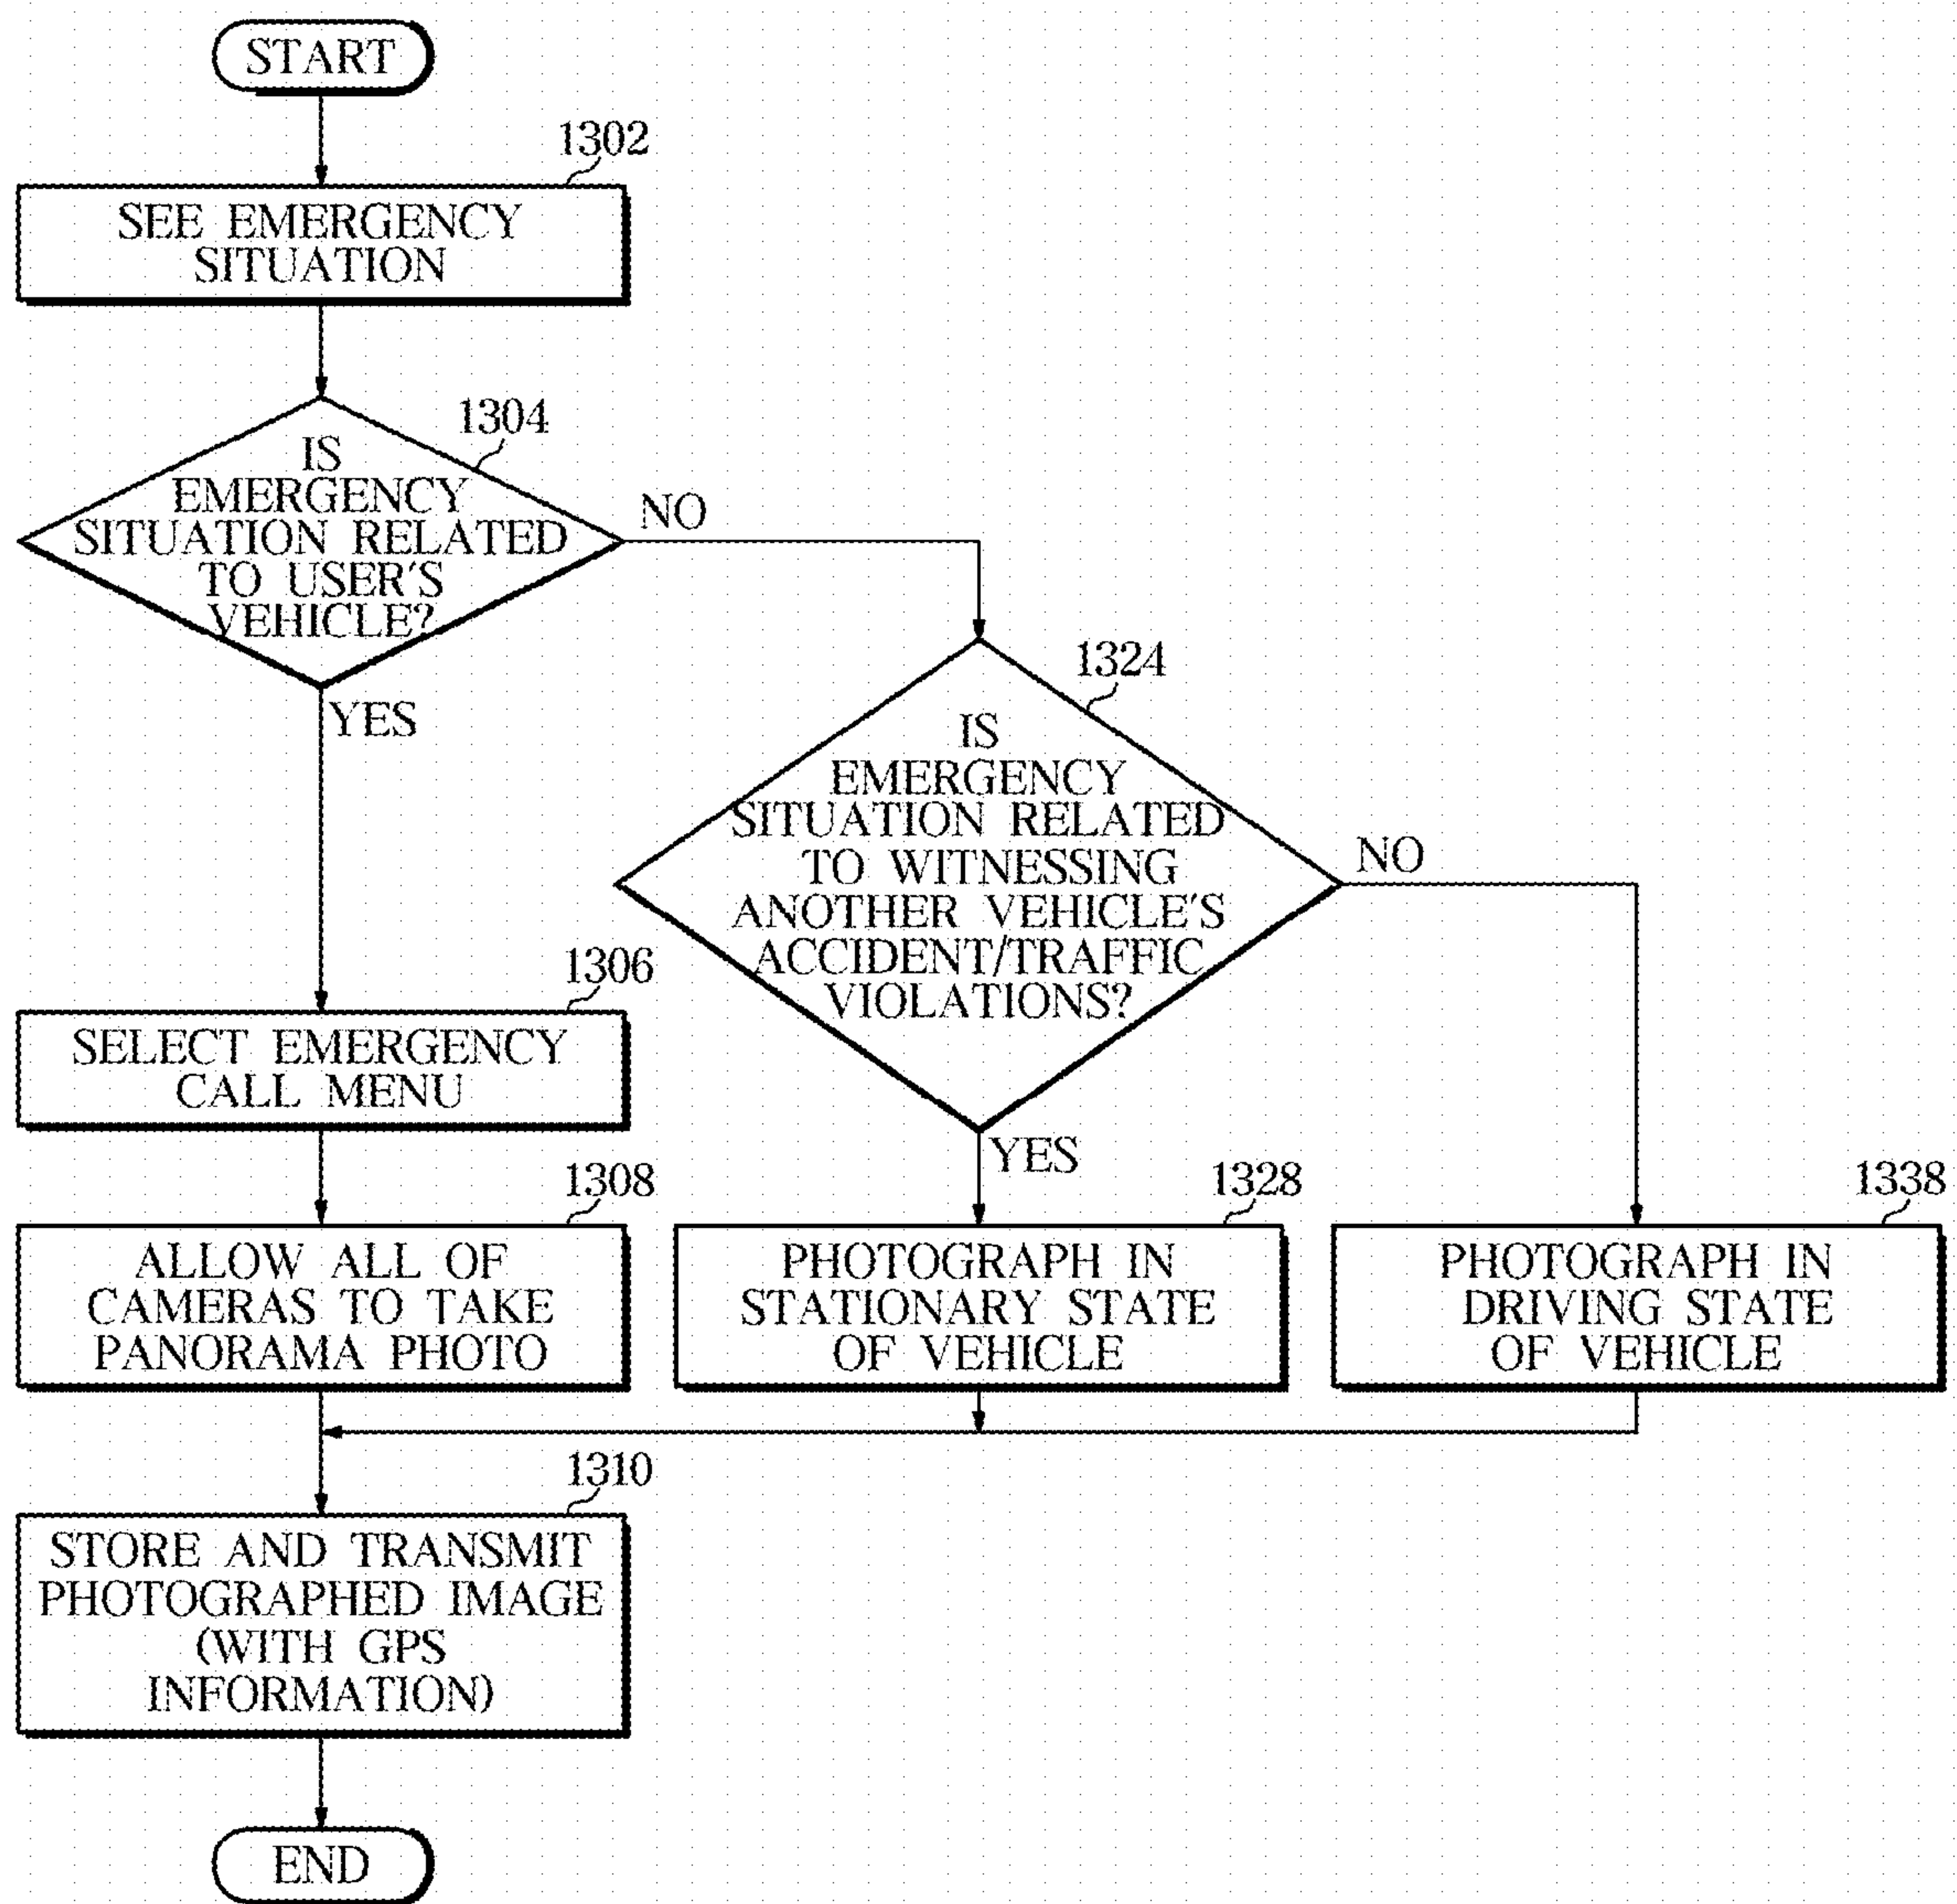 START
1302
SEE EMERGENCY
SITUATION
1304
IS
EMERGENCY
SITUATION RELATED
TO USER'S
VEHICLE?
NO
YES
1324
IS
EMERGENCY
SITUATION RELATED
TO WITNESSING
ANOTHER VEHICLE'S
ACCIDENT/TRAFFIC
VIOLATIONS?
NO
YES
1306
SELECT EMERGENCY
CALL MENU
1308
ALLOW ALL OF
CAMERAS TO TAKE
PANORAMA PHOTO
1328
PHOTOGRAPH IN
STATIONARY STATE
OF VEHICLE
1338
PHOTOGRAPH IN
DRIVING STATE
OF VEHICLE
1310
STORE AND TRANSMIT
PHOTOGRAPHED IMAGE
(WITH GPS
INFORMATION)
END